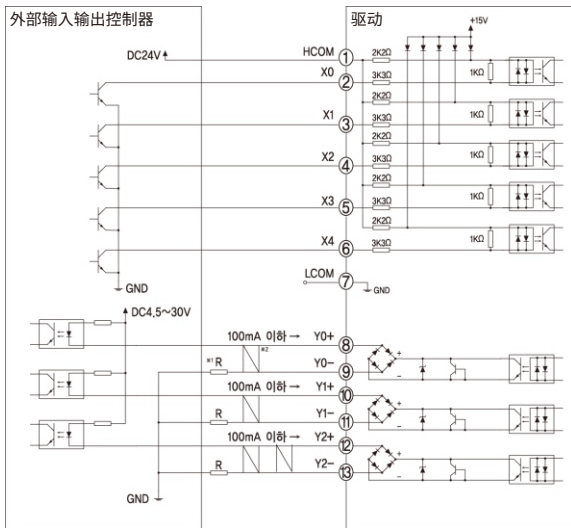 外部输入输出控制器
驱动
+15V
DC24V
HCOM
①
2K2Ω
X0
②
3K3Ω
1KΩ
2K2Ω
X1
③
3K3Ω
1KΩ
2K2Ω
X2
④
3K3Ω
1KΩ
2K2Ω
X3
⑤
3K3Ω
1KΩ
2K2Ω
X4
⑥
3K3Ω
1KΩ
LCOM
⑦
GND
GND
DC4.5~30V
100mA 이하→
Y0+
⑧
+
※1
R
※2
Y0-
⑨
-
100mA 이하→
Y1+
⑩
+
R
Y1-
⑪
-
100mA 이하→
Y2+
⑫
+
R
Y2-
⑬
-
GND